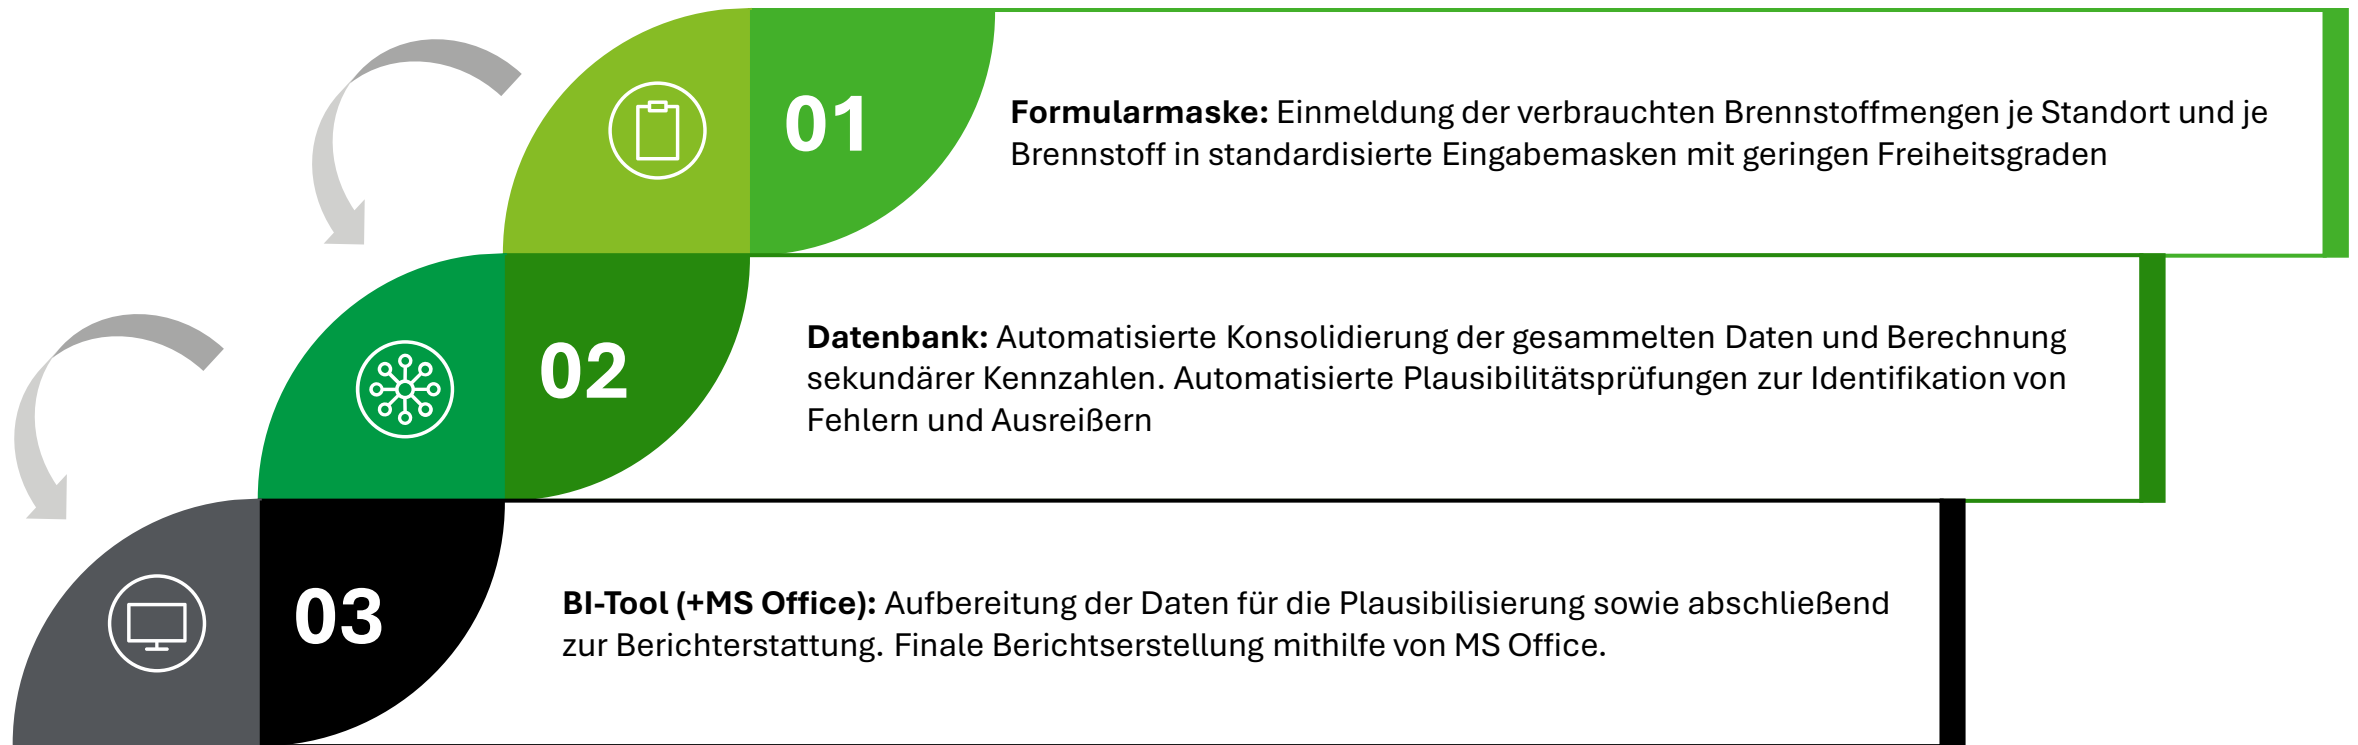 01
Formularmaske: Einmeldung der verbrauchten Brennstoffmengen je Standort und je
Brennstoff in standardisierte Eingabemasken mit geringen Freiheitsgraden
02
Datenbank: Automatisierte Konsolidierung der gesammelten Daten und Berechnung
sekundärer Kennzahlen. Automatisierte Plausibilitätsprüfungen zur Identifikation von
Fehlern und Ausreißern
03
BI-Tool (+MS Office): Aufbereitung der Daten für die Plausibilisierung sowie abschließend
zur Berichterstattung. Finale Berichtserstellung mithilfe von MS Office.